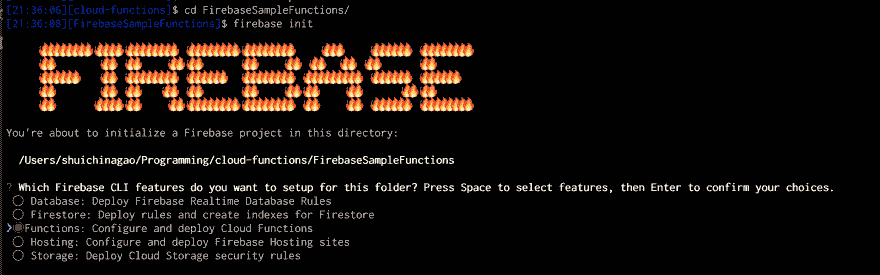 [21:36:06][cloud-functions]$ cd FirebaseSampleFunctions/
[21:36:08][FirebaseSampleFunctions]$ firebase init
FIREBASE
You're about to initialize a Firebase project in this directory:
/Users/shuichinagao/Programming/cloud-functions/FirebaseSampleFunctions
? Which Firebase CLI features do you want to setup for this folder? Press Space to select features, then Enter to confirm your choices.
◯ Database: Deploy Firebase Realtime Database Rules
◯ Firestore: Deploy rules and create indexes for Firestore
❯◉Functions: Configure and deploy Cloud Functions
◯ Hosting: Configure and deploy Firebase Hosting sites
◯ Storage: Deploy Cloud Storage security rules